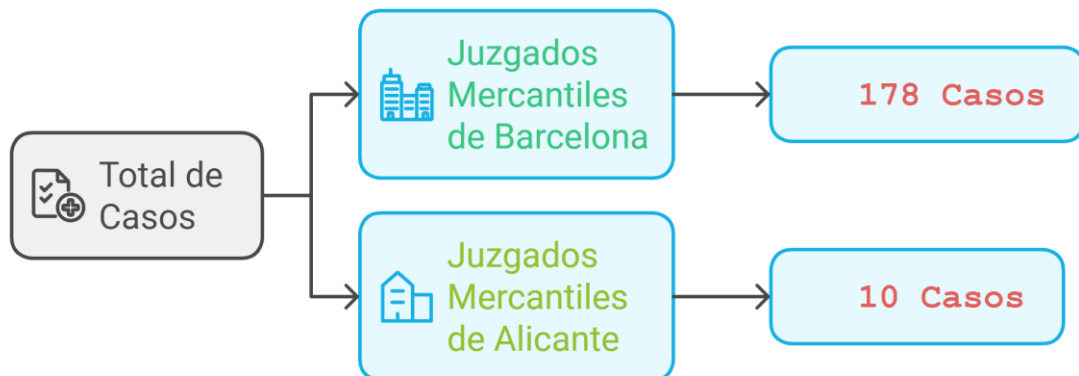 Total de
Casos
Juzgados
Mercantiles
de Barcelona
178 Casos
Juzgados
Mercantiles
de Alicante
10 Casos